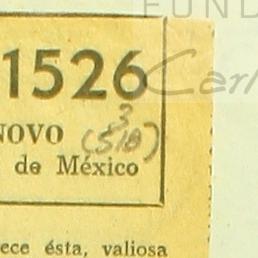 FUND
Carl
1526
3
NOVO (518)
de México
ece ésta, valiosa